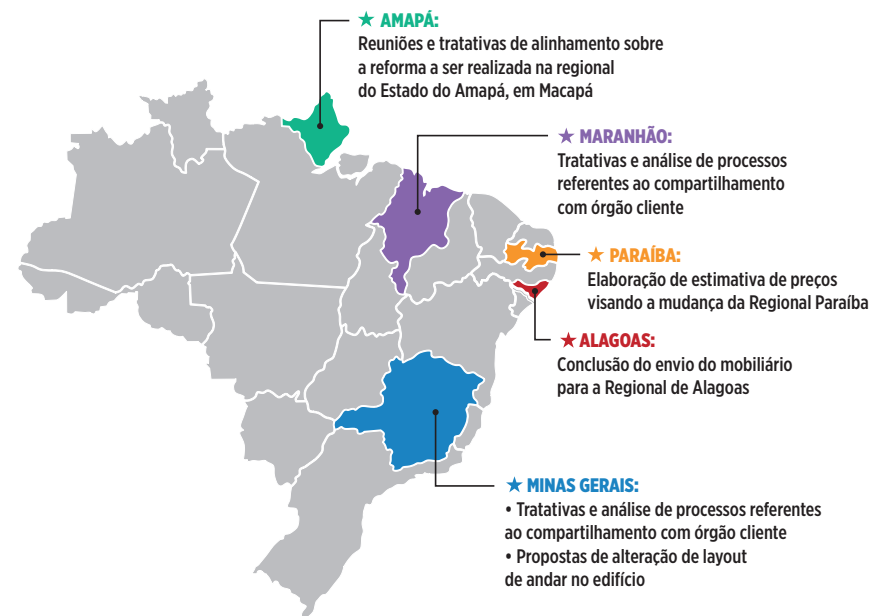 ★ AMAPÁ:
Reuniões e tratativas de alinhamento sobre
a reforma a ser realizada na regional
do Estado do Amapá, em Macapá
★ MARANHÃO:
Tratativas e análise de processos
referentes ao compartilhamento
com órgão cliente
★ PARAÍBA:
Elaboração de estimativa de preços
visando a mudança da Regional Paraíba
★ ALAGOAS:
Conclusão do envio do mobiliário
para a Regional de Alagoas
★ MINAS GERAIS:
• Tratativas e análise de processos referentes
ao compartilhamento com órgão cliente
• Propostas de alteração de layout
de andar no edifício